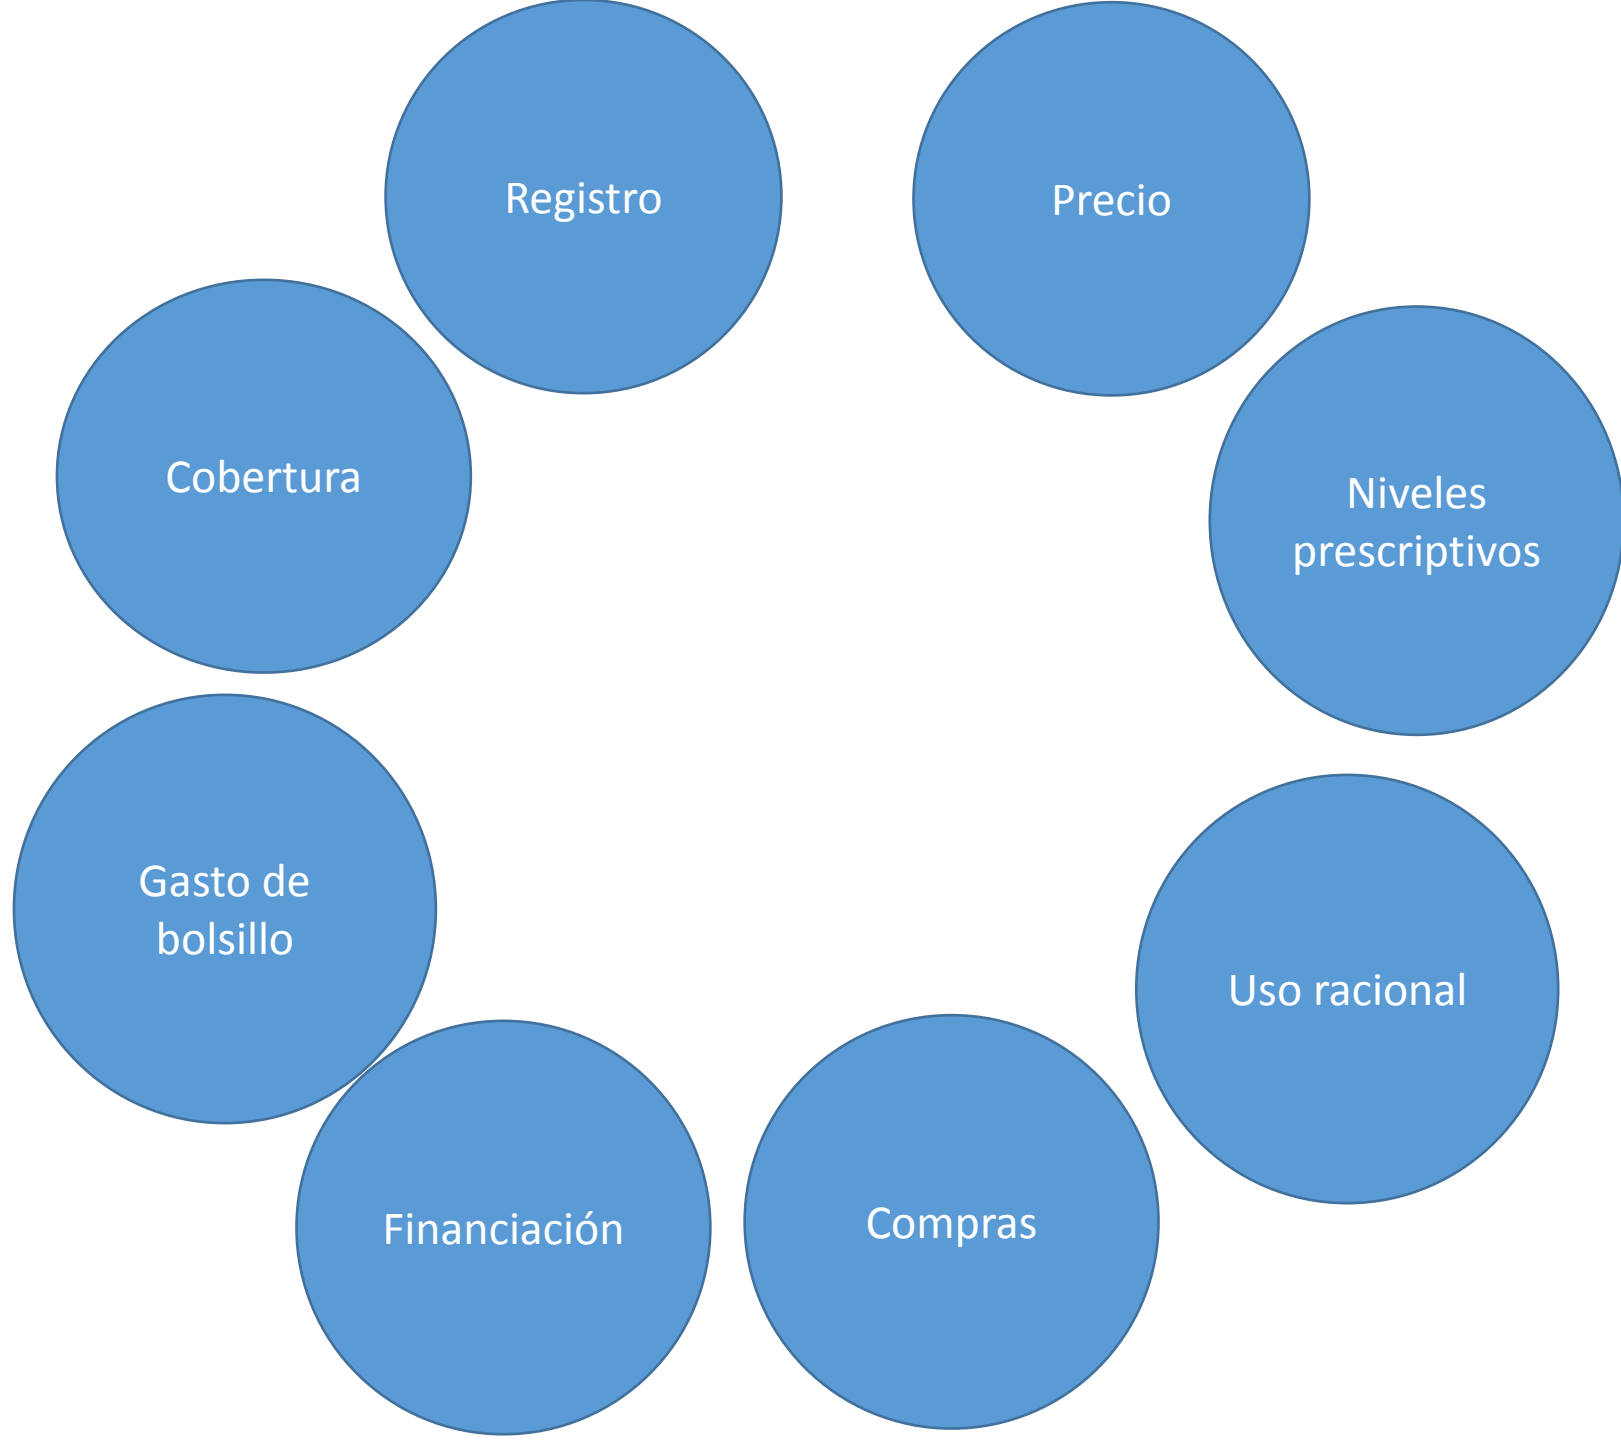 Registro
Precio
Cobertura
Niveles
prescriptivos
Gasto de
bolsillo
Uso racional
Financiación
Compras